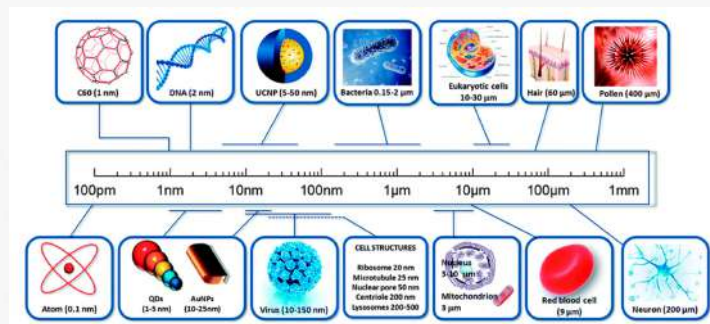 C60 (1 nm)
DNA (2 nm)
UCNP (5-50 nm)
Bacteria 0.15-2 µm
Eukaryotic cells
10-30 µm
Hair (60 µm)
Pollen (400 µm)
100pm
1nm
10nm
100nm
1µm
10µm
100µm
1mm
Atom (0.1 nm)
QDs
(1-5 nm)
AuNPs
(10-25nm)
Virus (10-150 nm)
CELL STRUCTURES
Ribosome 20 nm
Microtubule 25 nm
Nuclear pore 50 nm
Centriole 200 nm
Lysosomes 200-500
Nucleus
5-10 µm
Mitochondrion
3 µm
Red blood cell
(9 µm)
Neuron (200 µm)